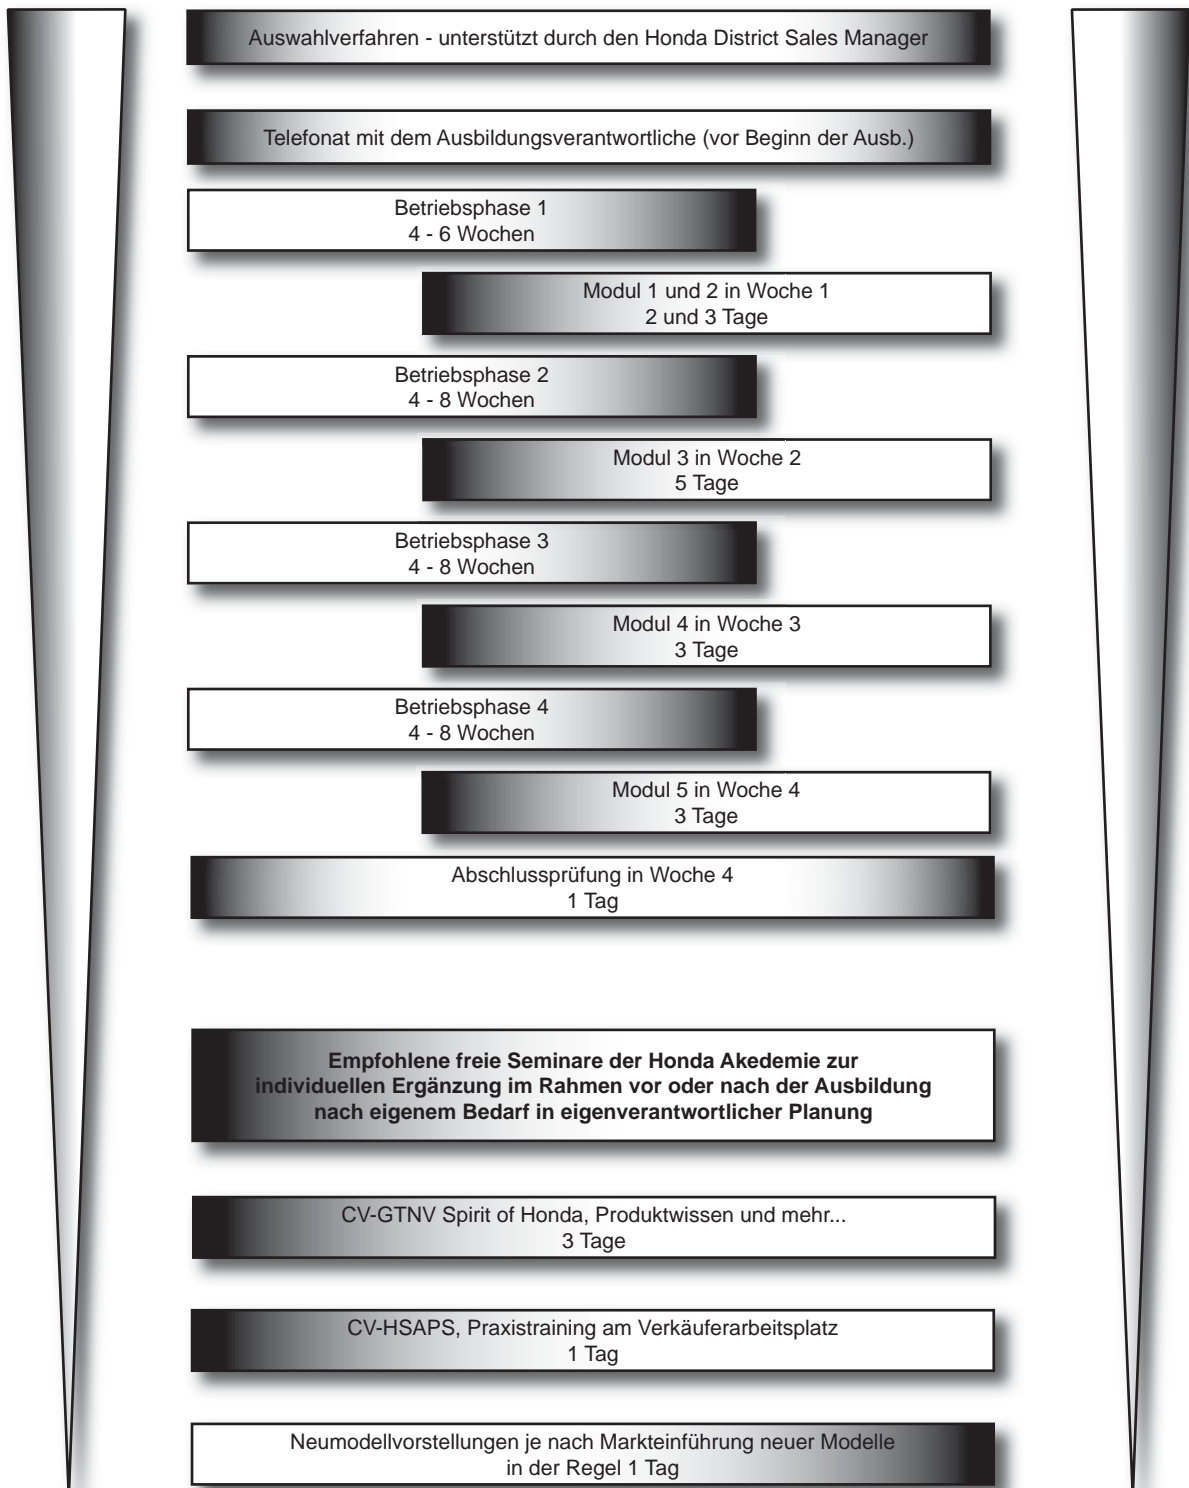 Auswahlverfahren - unterstützt durch den Honda District Sales Manager
Telefonat mit dem Ausbildungsverantwortliche (vor Beginn der Ausb.)
Betriebsphase 1
4 - 6 Wochen
Modul 1 und 2 in Woche 1
2 und 3 Tage
Betriebsphase 2
4 - 8 Wochen
Modul 3 in Woche 2
5 Tage
Betriebsphase 3
4 - 8 Wochen
Modul 4 in Woche 3
3 Tage
Betriebsphase 4
4 - 8 Wochen
Modul 5 in Woche 4
3 Tage
Abschlussprüfung in Woche 4
1 Tag
Empfohlene freie Seminare der Honda Akedemie zur
individuellen Ergänzung im Rahmen vor oder nach der Ausbildung
nach eigenem Bedarf in eigenverantwortlicher Planung
CV-GTNV Spirit of Honda, Produktwissen und mehr...
3 Tage
CV-HSAPS, Praxistraining am Verkäuferarbeitsplatz
1 Tag
Neumodellvorstellungen je nach Markteinführung neuer Modelle
in der Regel 1 Tag